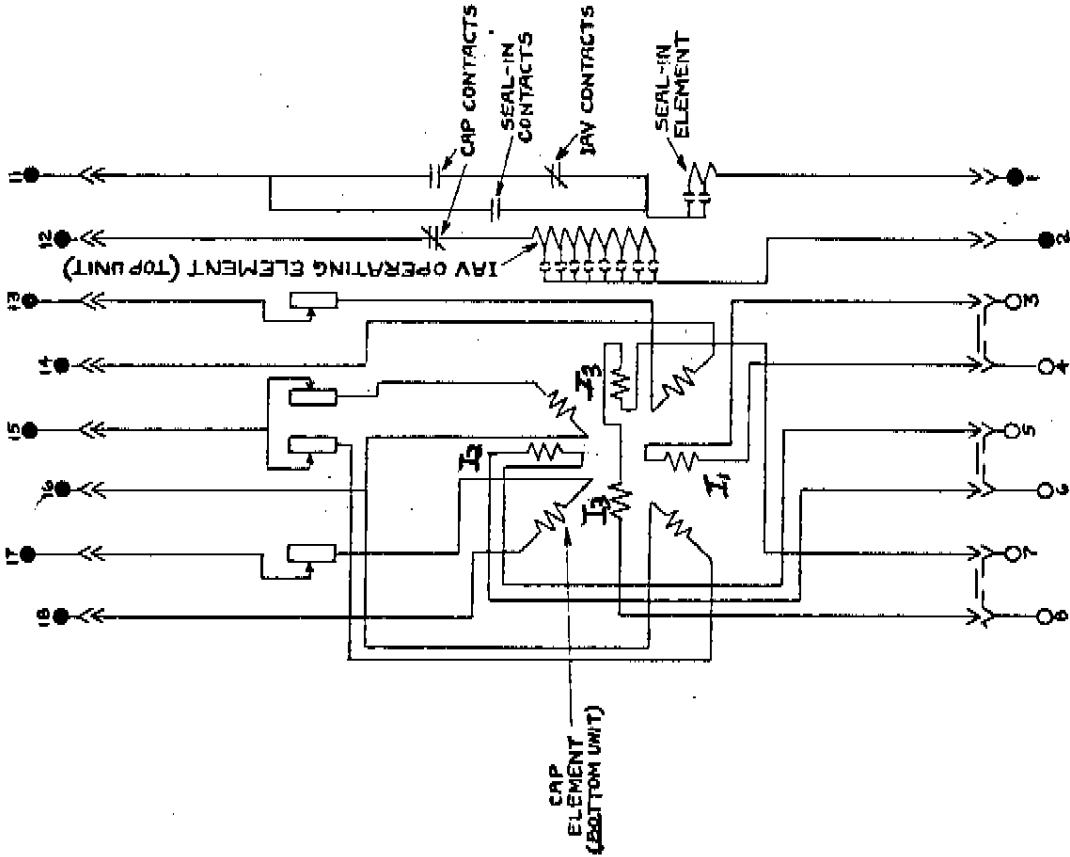 11
12
13
14
15
16
17
18
CAP CONTACTS
SEAL-IN
CONTACTS
IAV CONTACTS
SEAL-IN
ELEMENT
IAV OPERATING ELEMENT (TOP UNIT)
I3
I2
I3
I1
CAP
ELEMENT
(BOTTOM UNIT)
1
2
3
4
5
6
7
8